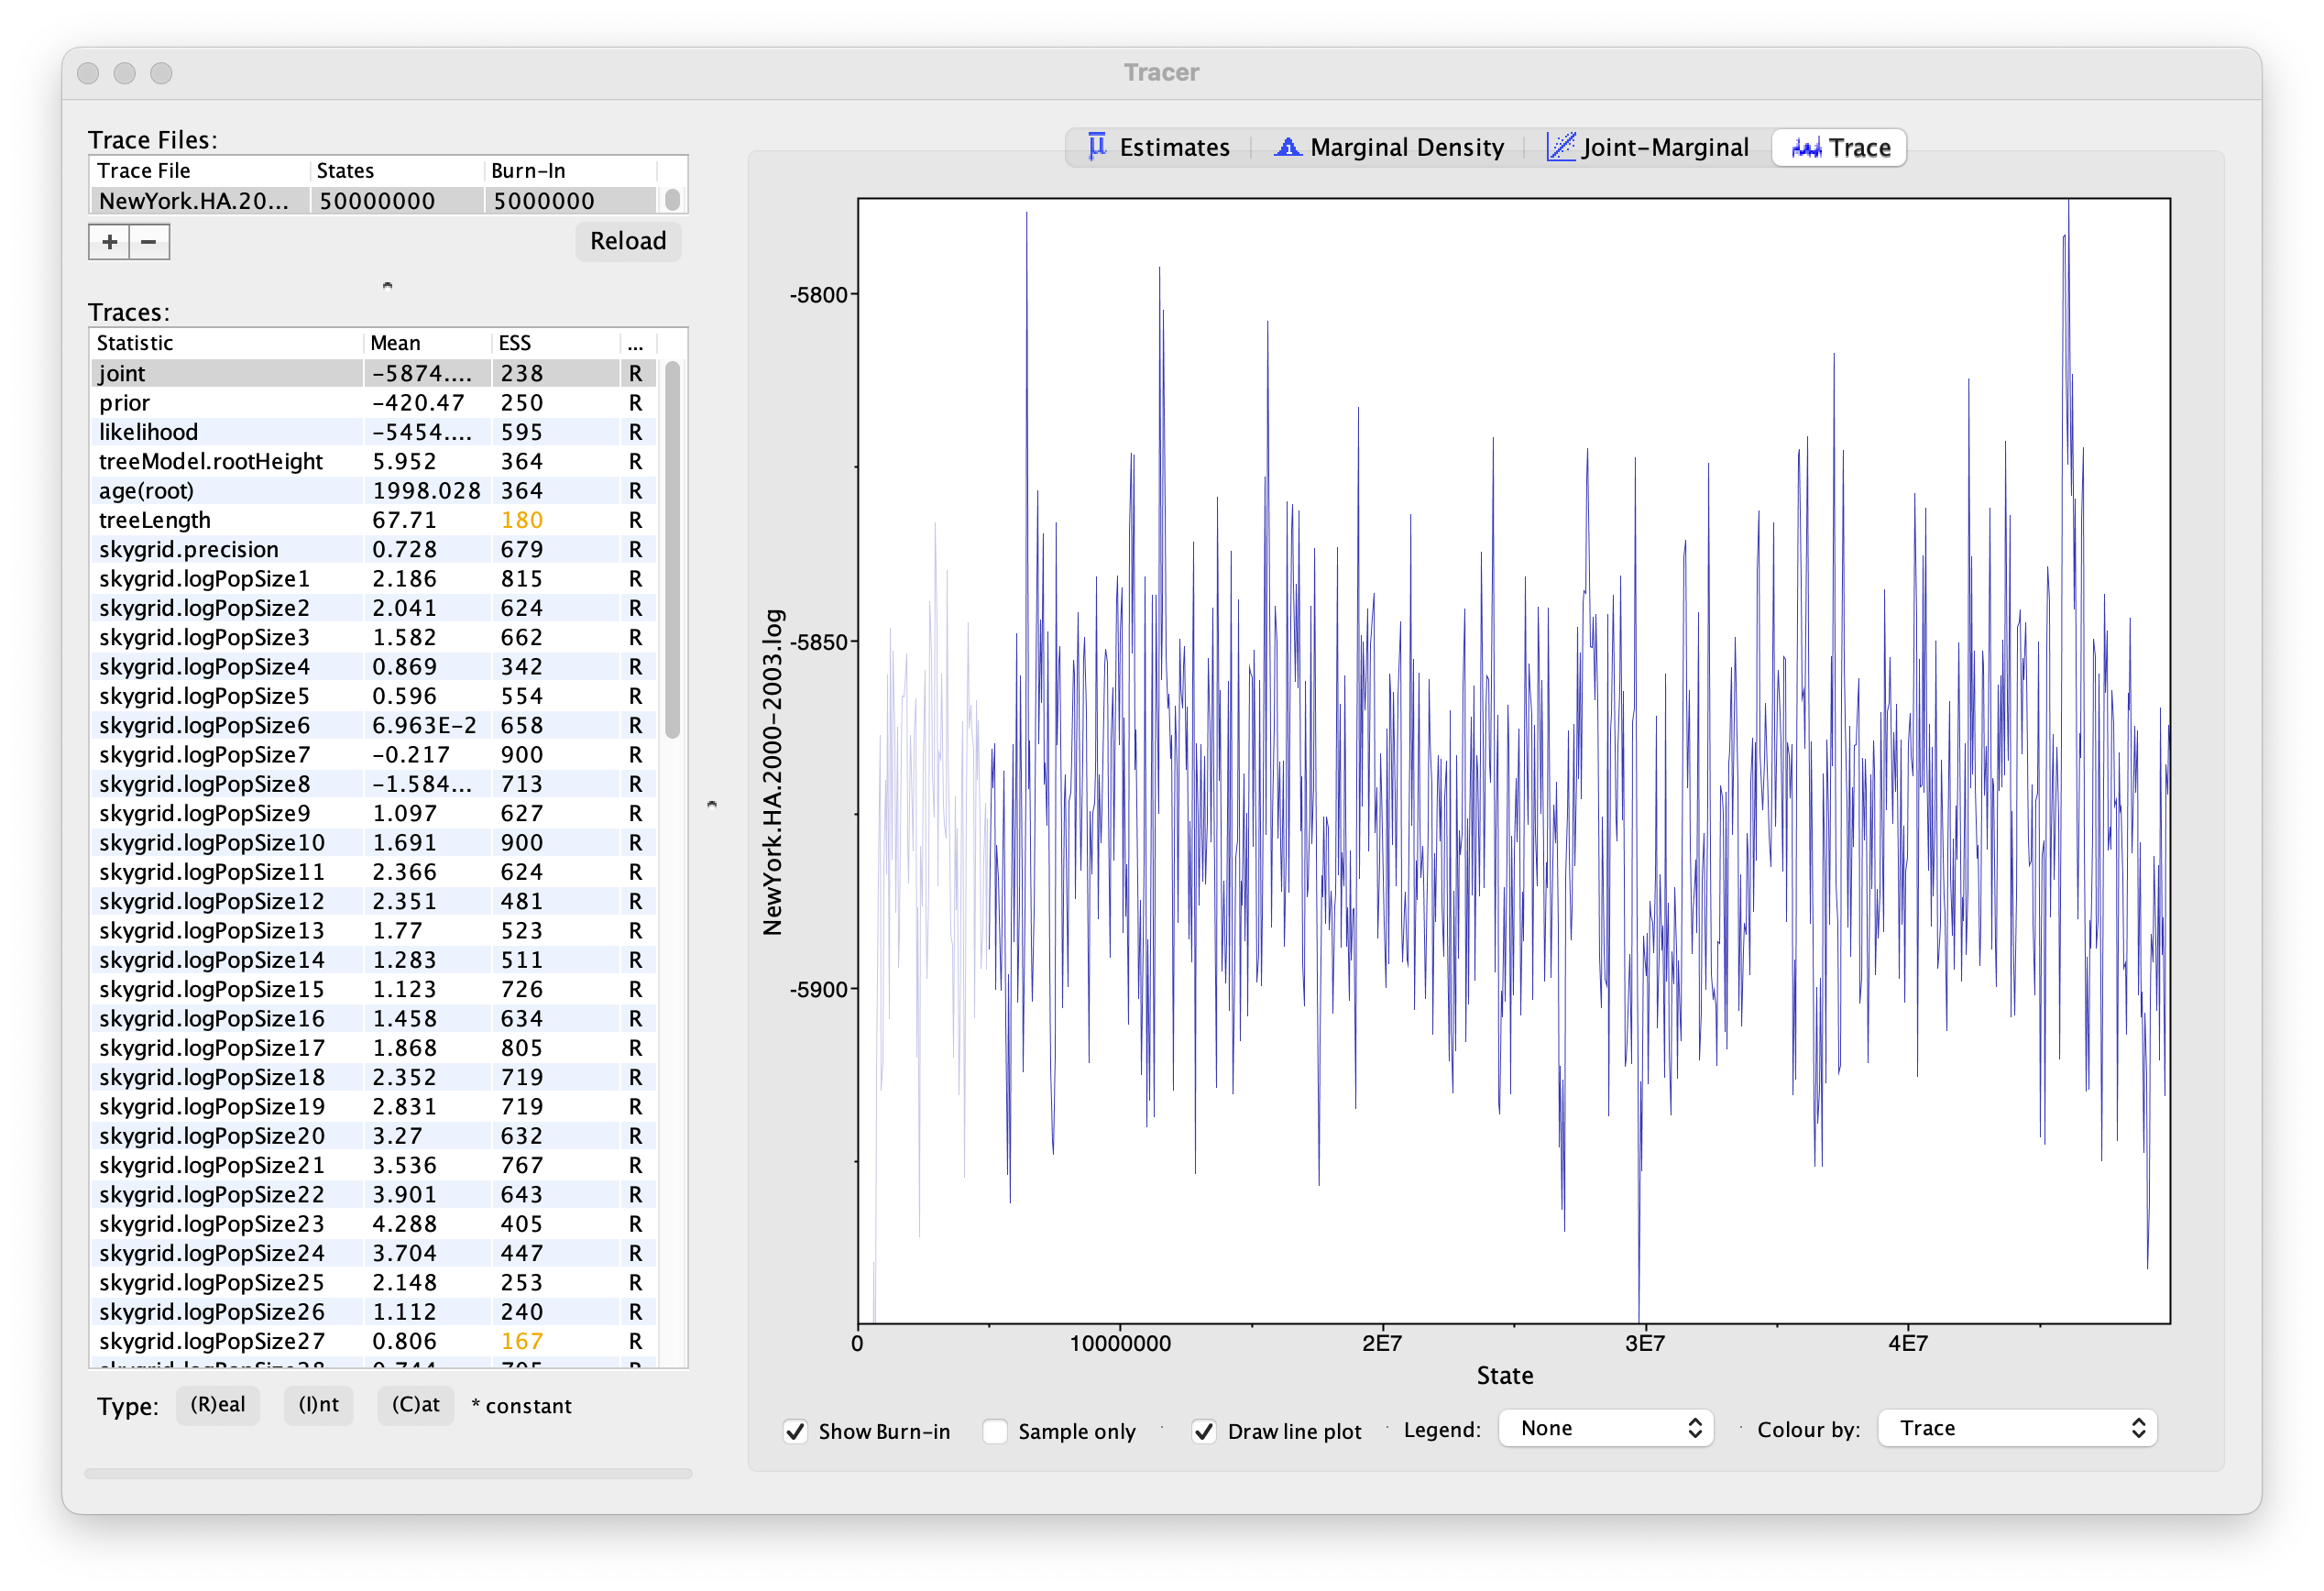 Tracer
Trace Files:
Trace File States Burn-In
NewYork.HA.20... 50000000 5000000
+ −
Reload
Traces:
Statistic Mean ESS ...
joint -5874.... 238 R
prior -420.47 250 R
likelihood -5454.... 595 R
treeModel.rootHeight 5.952 364 R
age(root) 1998.028 364 R
treeLength 67.71 180 R
skygrid.precision 0.728 679 R
skygrid.logPopSize1 2.186 815 R
skygrid.logPopSize2 2.041 624 R
skygrid.logPopSize3 1.582 662 R
skygrid.logPopSize4 0.869 342 R
skygrid.logPopSize5 0.596 554 R
skygrid.logPopSize6 6.963E-2 658 R
skygrid.logPopSize7 -0.217 900 R
skygrid.logPopSize8 -1.584... 713 R
skygrid.logPopSize9 1.097 627 R
skygrid.logPopSize10 1.691 900 R
skygrid.logPopSize11 2.366 624 R
skygrid.logPopSize12 2.351 481 R
skygrid.logPopSize13 1.77 523 R
skygrid.logPopSize14 1.283 511 R
skygrid.logPopSize15 1.123 726 R
skygrid.logPopSize16 1.458 634 R
skygrid.logPopSize17 1.868 805 R
skygrid.logPopSize18 2.352 719 R
skygrid.logPopSize19 2.831 719 R
skygrid.logPopSize20 3.27 632 R
skygrid.logPopSize21 3.536 767 R
skygrid.logPopSize22 3.901 643 R
skygrid.logPopSize23 4.288 405 R
skygrid.logPopSize24 3.704 447 R
skygrid.logPopSize25 2.148 253 R
skygrid.logPopSize26 1.112 240 R
skygrid.logPopSize27 0.806 167 R
Type: (R)eal (I)nt (C)at * constant
Estimates Marginal Density Joint-Marginal Trace
-5800
-5850
-5900
NewYork.HA.2000-2003.log
0 10000000 2E7 3E7 4E7
State
Show Burn-in Sample only Draw line plot Legend: None Colour by: Trace